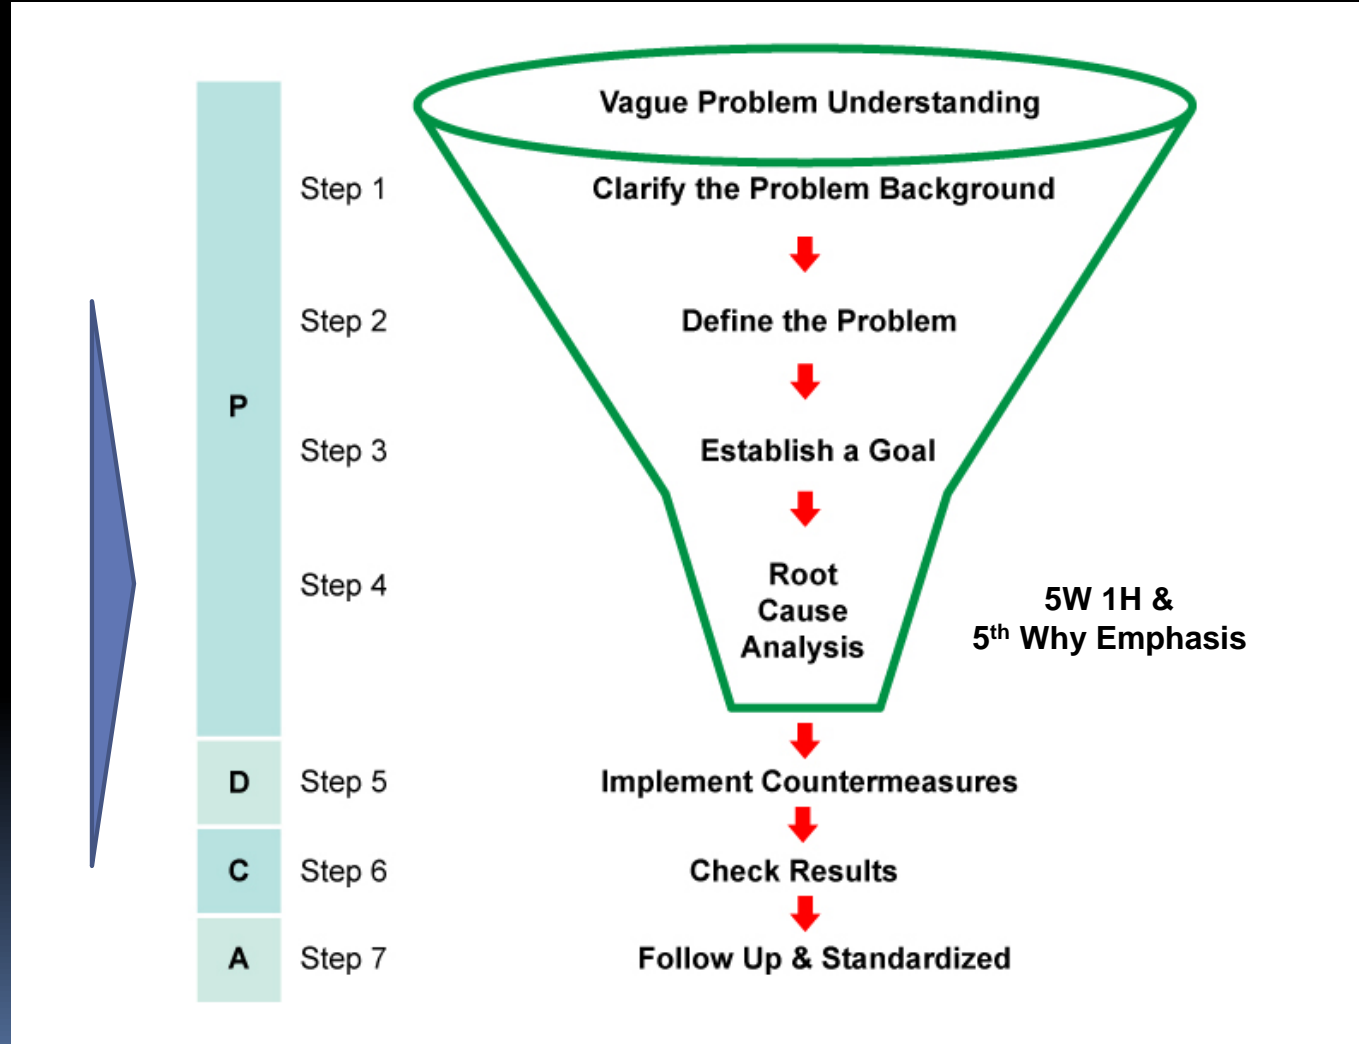 Vague Problem Understanding
Step 1
Clarify the Problem Background
Step 2
Define the Problem
P
Step 3
Establish a Goal
Step 4
Root
Cause
Analysis
5W 1H &
5th Why Emphasis
D
Step 5
Implement Countermeasures
C
Step 6
Check Results
A
Step 7
Follow Up & Standardized